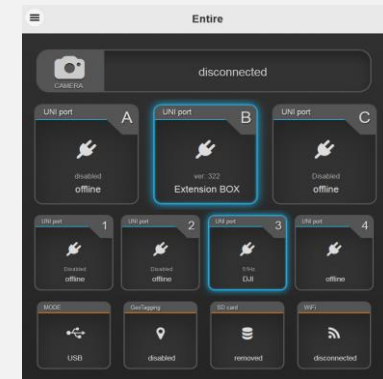 Entire
CAMERA
disconnected
UNI port A
disabled
offline
UNI port B
ver: 322
Extension BOX
UNI port C
Disabled
offline
UNI port 1
Disabled
offline
UNI port 2
Disabled
offline
UNI port 3
DJI
UNI port 4
offline
MODE
USB
GeoTagging
disabled
SD card
removed
WiFi
disconnected